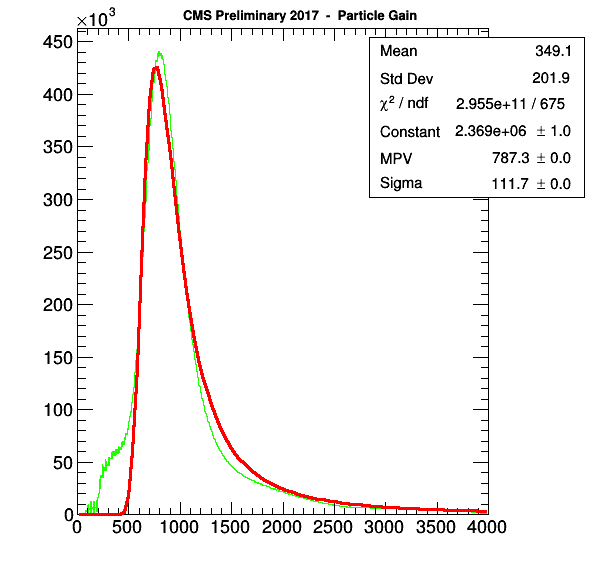 CMS Preliminary 2017 - Particle Gain
×10³
Mean 349.1
Std Dev 201.9
χ² / ndf 2.955e+11 / 675
Constant 2.369e+06 ± 1.0
MPV 787.3 ± 0.0
Sigma 111.7 ± 0.0
450
400
350
300
250
200
150
100
50
0
0 500 1000 1500 2000 2500 3000 3500 4000